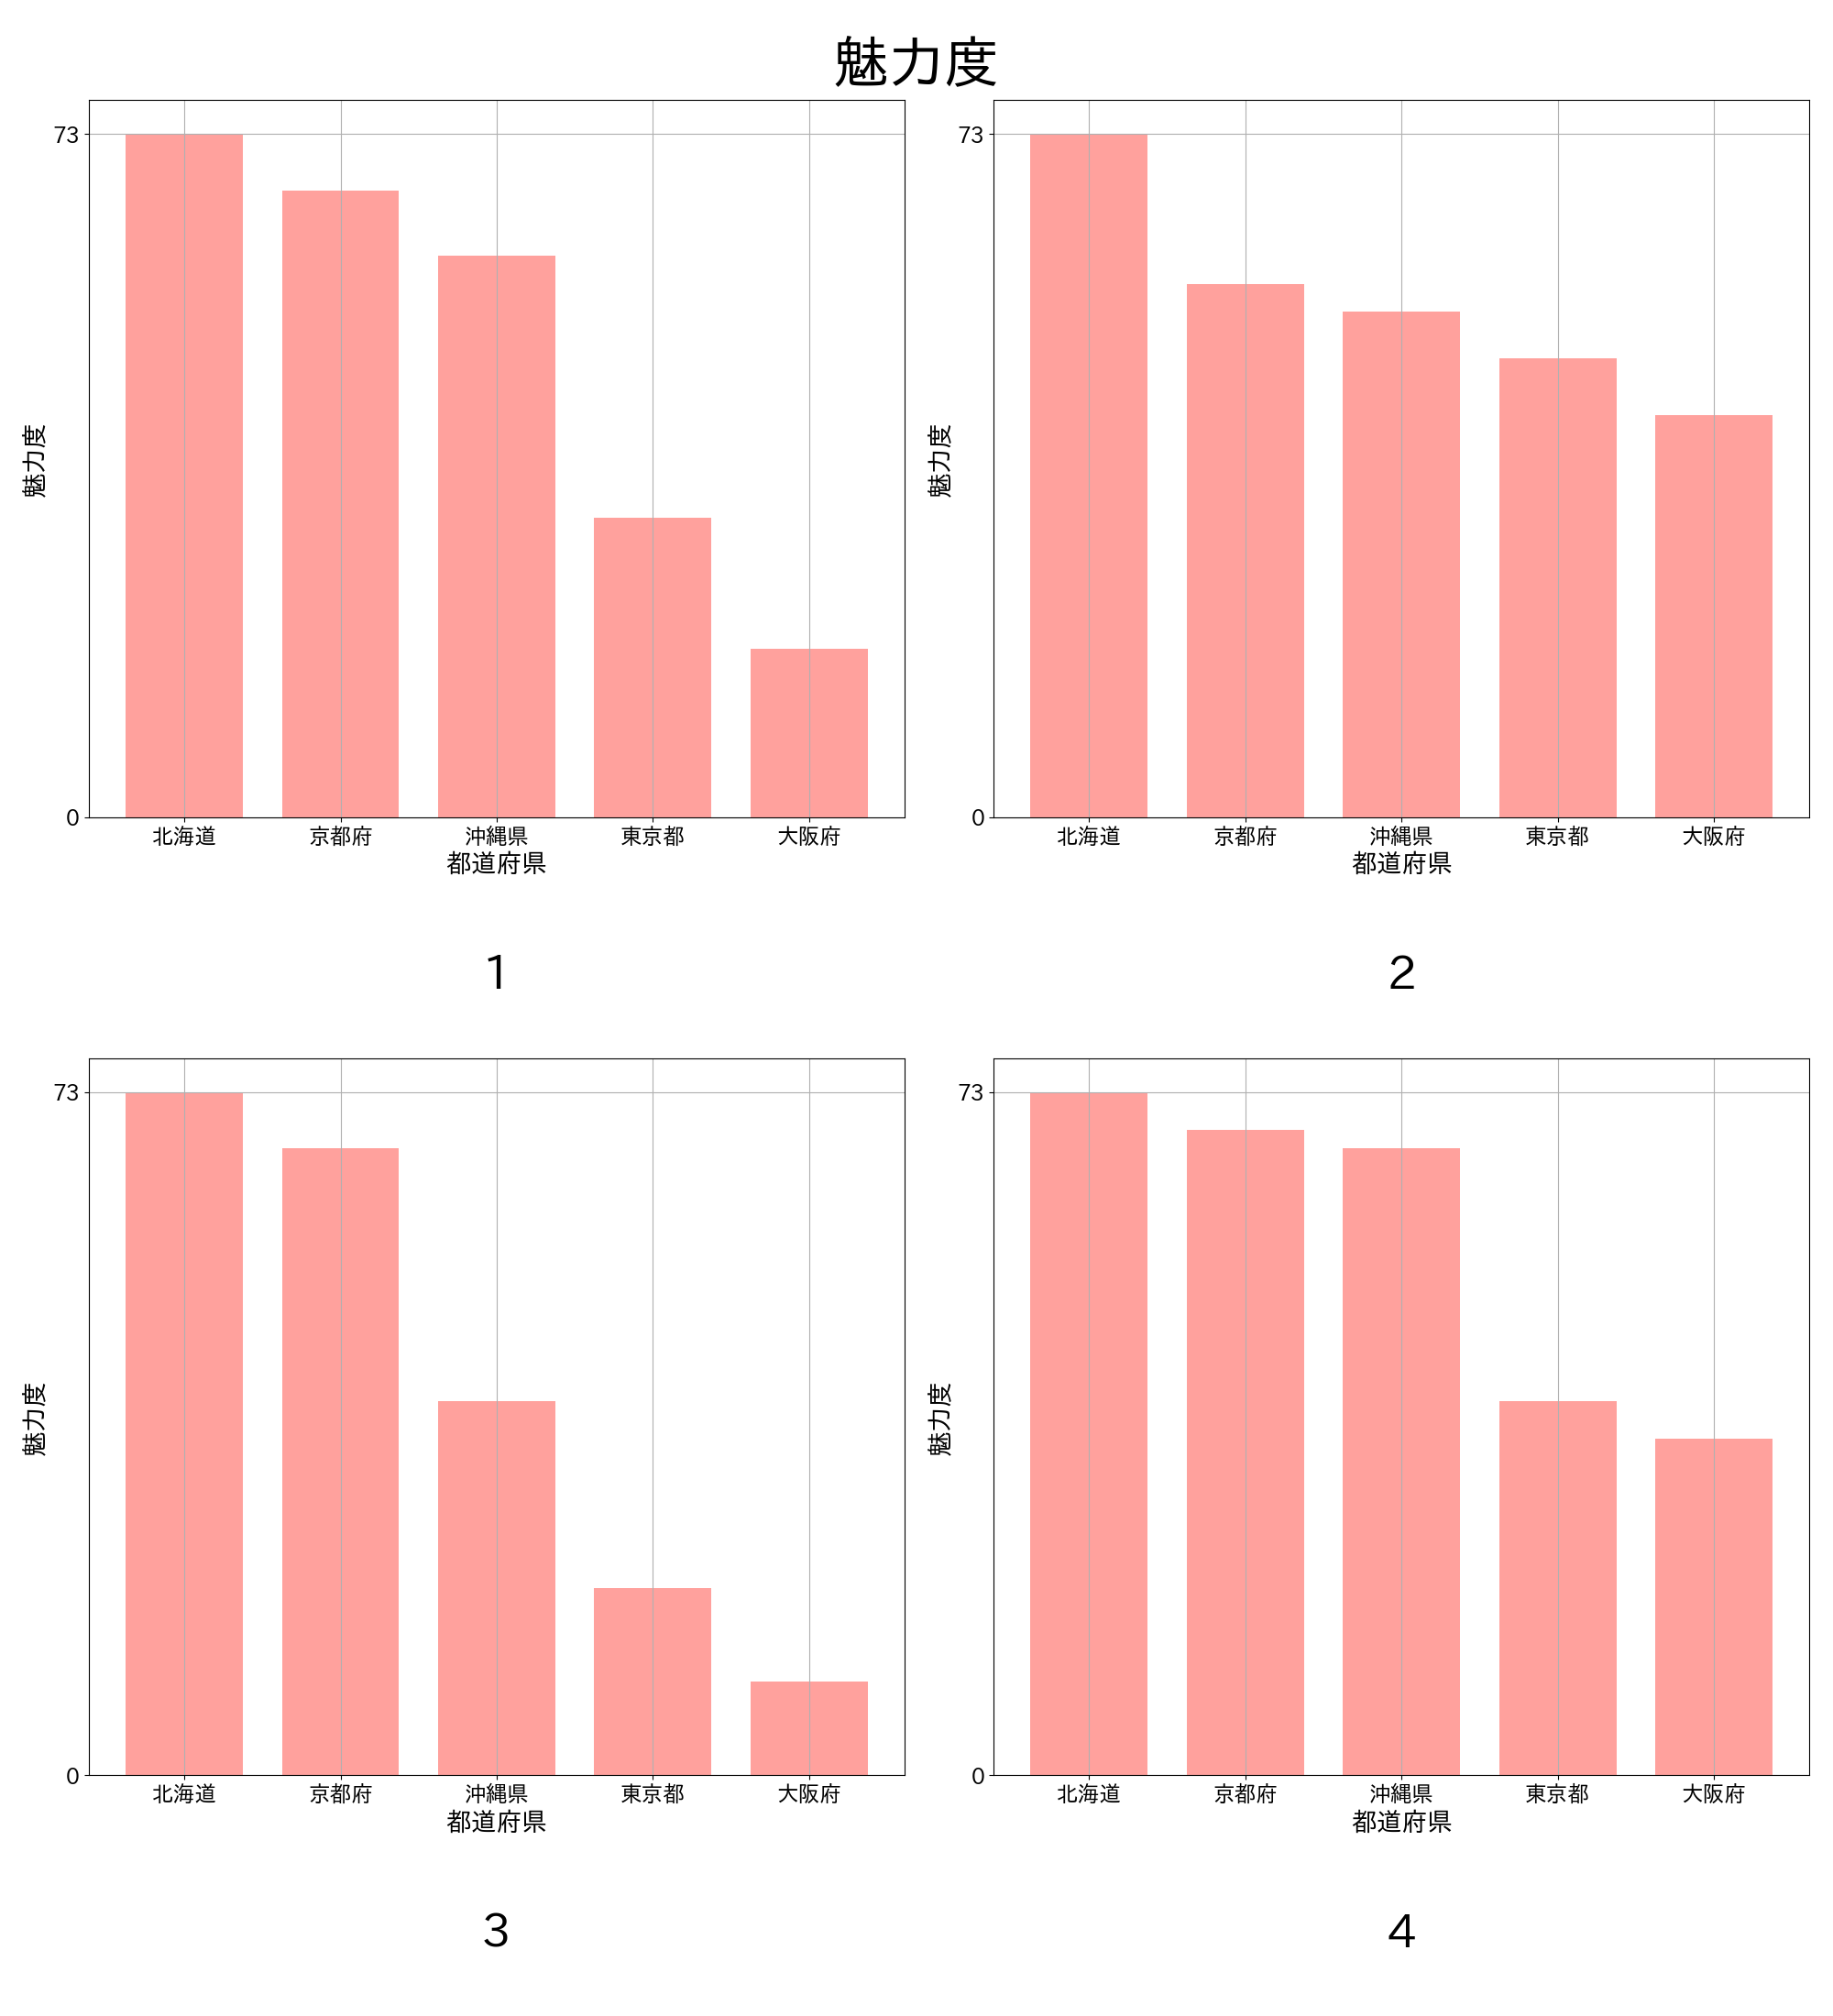 魅力度
73
0
魅力度
北海道 京都府 沖縄県 東京都 大阪府
都道府県
1
73
0
魅力度
北海道 京都府 沖縄県 東京都 大阪府
都道府県
2
73
0
魅力度
北海道 京都府 沖縄県 東京都 大阪府
都道府県
3
73
0
魅力度
北海道 京都府 沖縄県 東京都 大阪府
都道府県
4